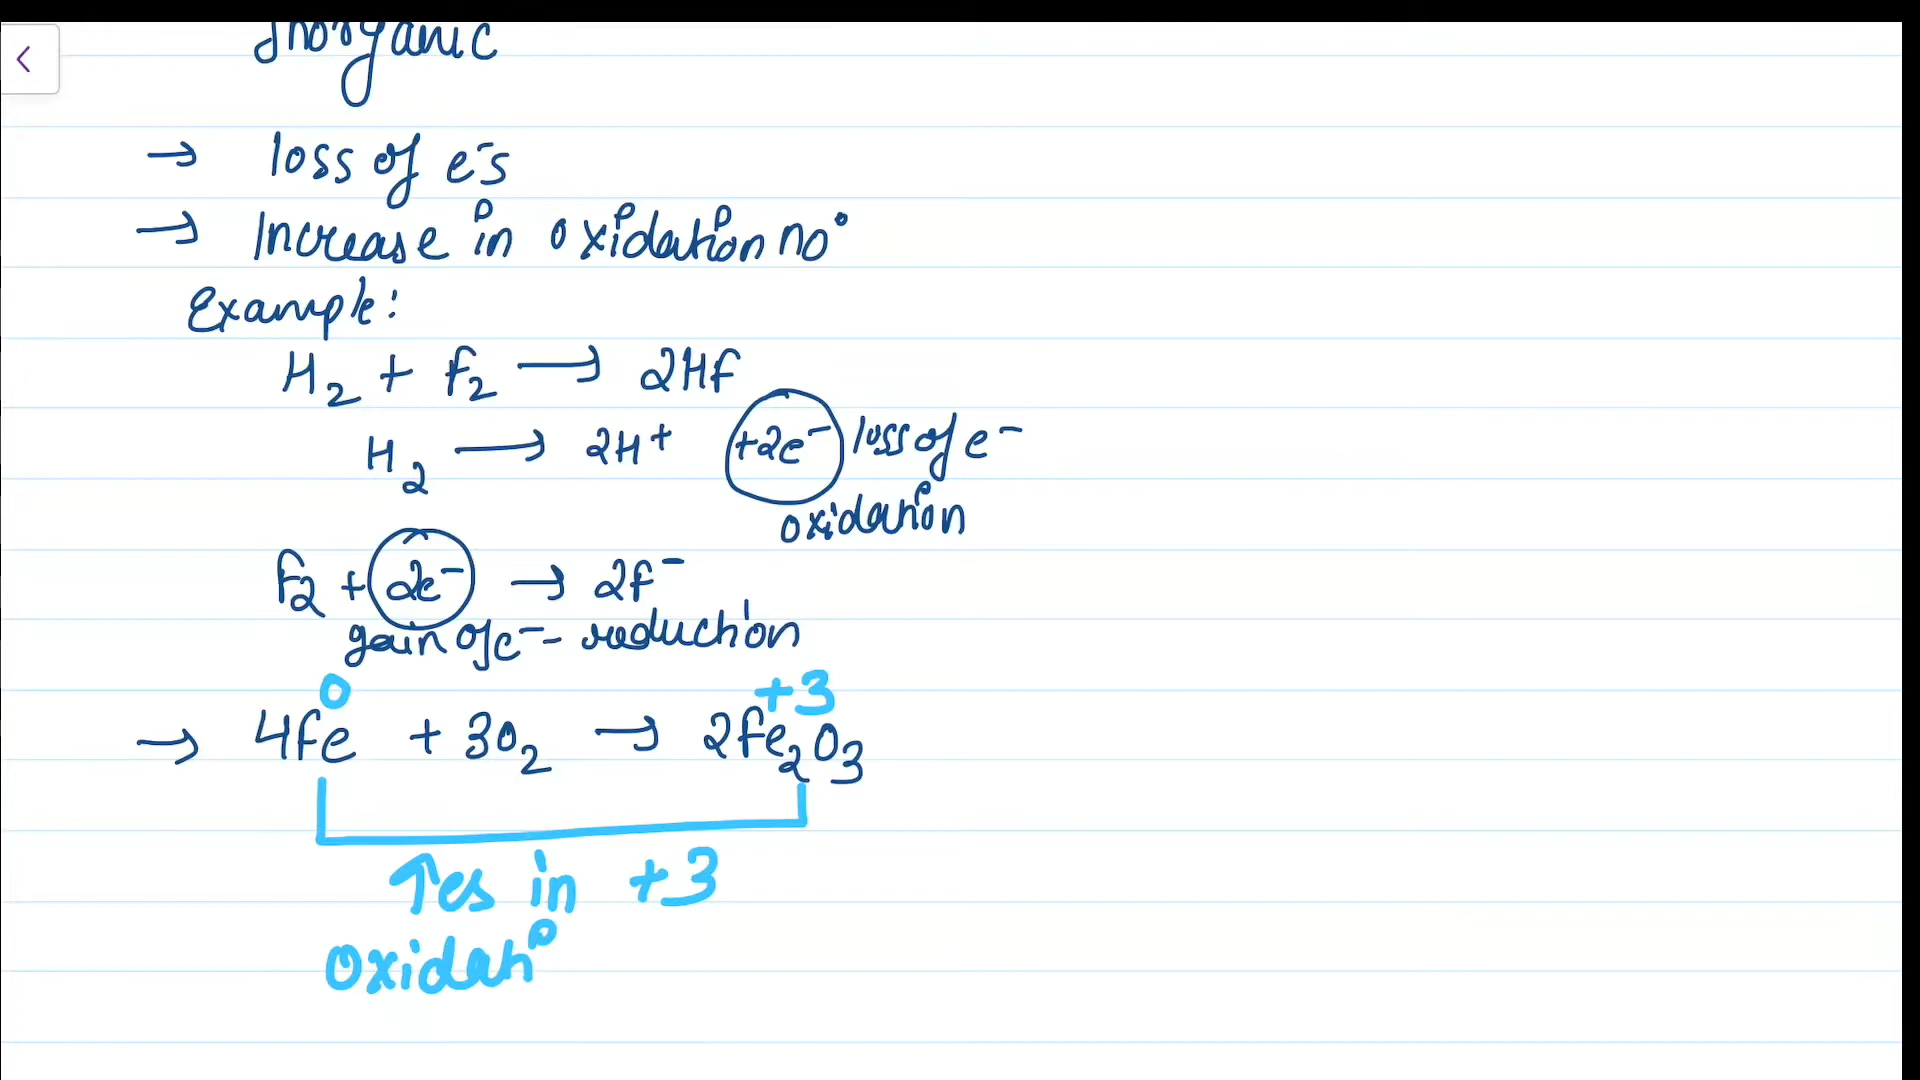 Inorganic
→ loss of e⁻s
→ Increase in oxidation no°
Example:
H₂ + F₂ → 2HF
H₂ → 2H⁺ +2e⁻ loss of e⁻
oxidation
F₂ + 2e⁻ → 2F⁻
gain of e⁻ - reduction
0 +3
→ 4Fe + 3O₂ → 2Fe₂O₃
↑es in +3
oxidati